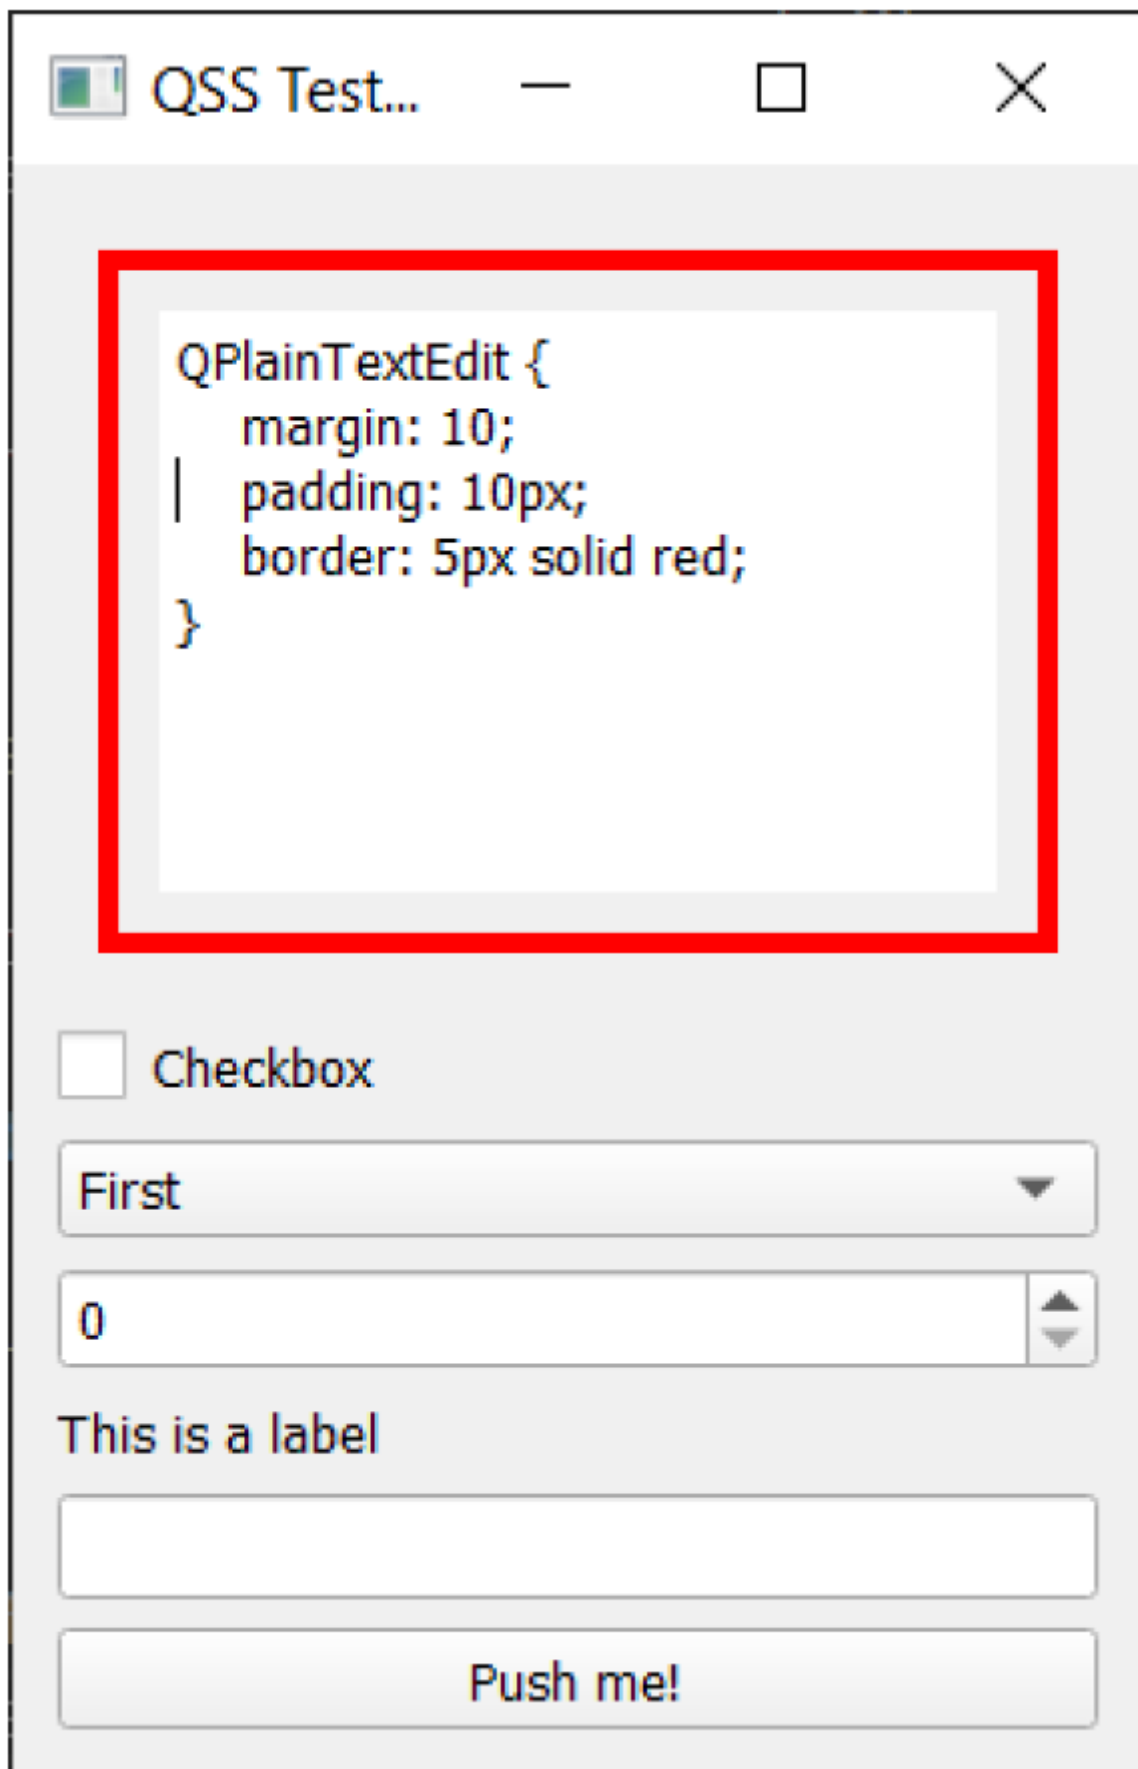 QSS Test...
QPlainTextEdit {
    margin: 10;
    padding: 10px;
    border: 5px solid red;
}
Checkbox
First
0
This is a label
Push me!